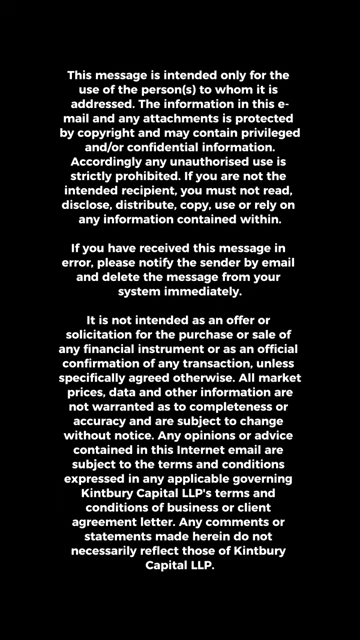 This message is intended only for the
use of the person(s) to whom it is
addressed. The information in this e-
mail and any attachments is protected
by copyright and may contain privileged
and/or confidential information.
Accordingly any unauthorised use is
strictly prohibited. If you are not the
intended recipient, you must not read,
disclose, distribute, copy, use or rely on
any information contained within.
If you have received this message in
error, please notify the sender by email
and delete the message from your
system immediately.
It is not intended as an offer or
solicitation for the purchase or sale of
any financial instrument or as an official
confirmation of any transaction, unless
specifically agreed otherwise. All market
prices, data and other information are
not warranted as to completeness or
accuracy and are subject to change
without notice. Any opinions or advice
contained in this Internet email are
subject to the terms and conditions
expressed in any applicable governing
Kintbury Capital LLP's terms and
conditions of business or client
agreement letter. Any comments or
statements made herein do not
necessarily reflect those of Kintbury
Capital LLP.